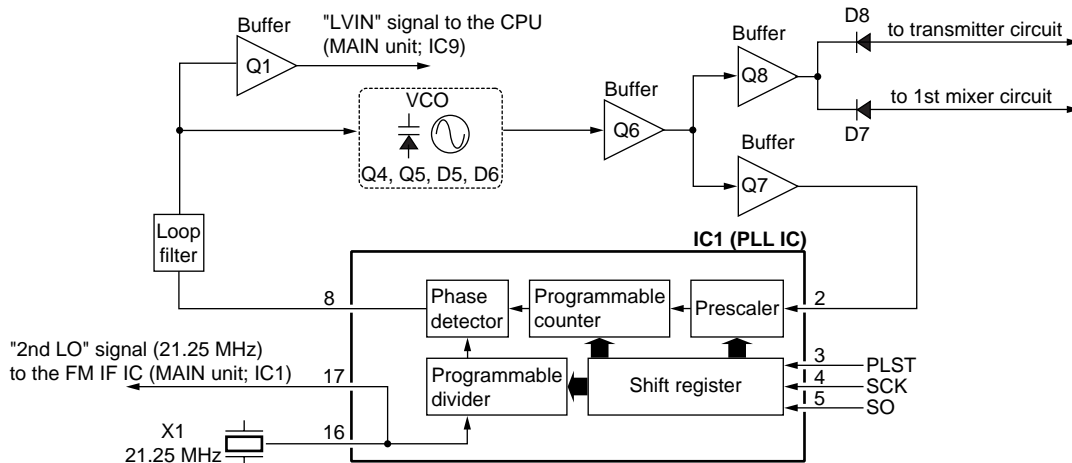 Buffer
Q1
"LVIN" signal to the CPU
(MAIN unit; IC9)
VCO
Q4, Q5, D5, D6
Buffer
Q6
Buffer
Q8
D8
to transmitter circuit
to 1st mixer circuit
D7
Buffer
Q7
Loop
filter
IC1 (PLL IC)
8
Phase
detector
Programmable
counter
Prescaler
2
"2nd LO" signal (21.25 MHz)
to the FM IF IC (MAIN unit; IC1)
17
Programmable
divider
Shift register
3
PLST
4
SCK
5
SO
X1
21.25 MHz
16